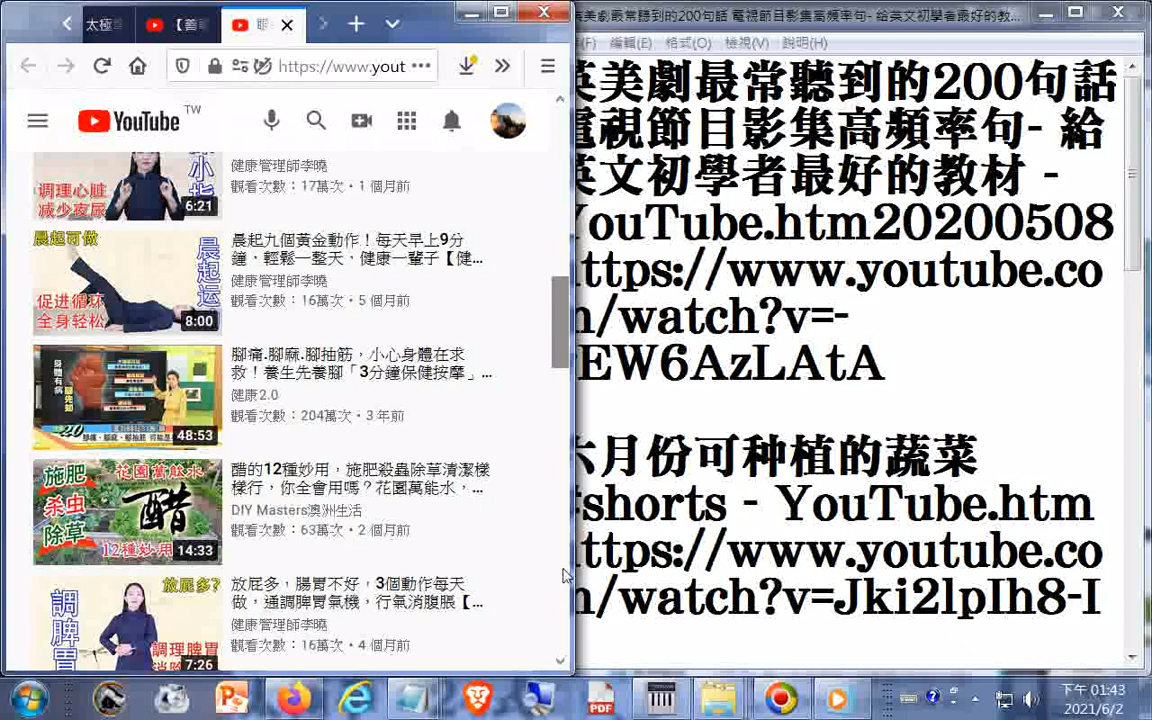 太極
【善
https://www.yout
YouTube
TW
小指
调理心脏
减少夜尿
6:21
健康管理師李曉
觀看次數：17萬次・1 個月前
晨起可做
晨起运
促进循环
全身轻松
8:00
晨起九個黃金動作！每天早上9分
鐘，輕鬆一整天，健康一輩子【健...
健康管理師李曉
觀看次數：16萬次・5 個月前
身體有病
腳先知
2.0
48:53
腳痛.腳麻.腳抽筋，小心身體在求
救！養生先養腳「3分鐘保健按摩」...
健康2.0
觀看次數：204萬次・3 年前
施肥
杀虫
除草
花園萬能水
醋
12種妙用
14:33
醋的12種妙用，施肥殺蟲除草清潔樣
樣行，你全會用嗎？花園萬能水，...
DIY Masters澳洲生活
觀看次數：63萬次・2 個月前
放屁多?
調脾胃
調理脾胃
7:26
放屁多，腸胃不好，3個動作每天
做，通調脾胃氣機，行氣消腹脹【...
健康管理師李曉
觀看次數：16萬次・4 個月前
英美劇最常聽到的200句話 電視節目影集高頻率句- 給英文初學者最好的教...
(F) 編輯(E) 格式(O) 檢視(V) 說明(H)
英美劇最常聽到的200句話
電視節目影集高頻率句- 給
英文初學者最好的教材 -
YouTube.htm20200508
https://www.youtube.co
m/watch?v=-
EW6AzLAtA
六月份可种植的蔬菜
#shorts - YouTube.htm
https://www.youtube.co
m/watch?v=Jki2lpIh8-I
PDF
下午 01:43
2021/6/2